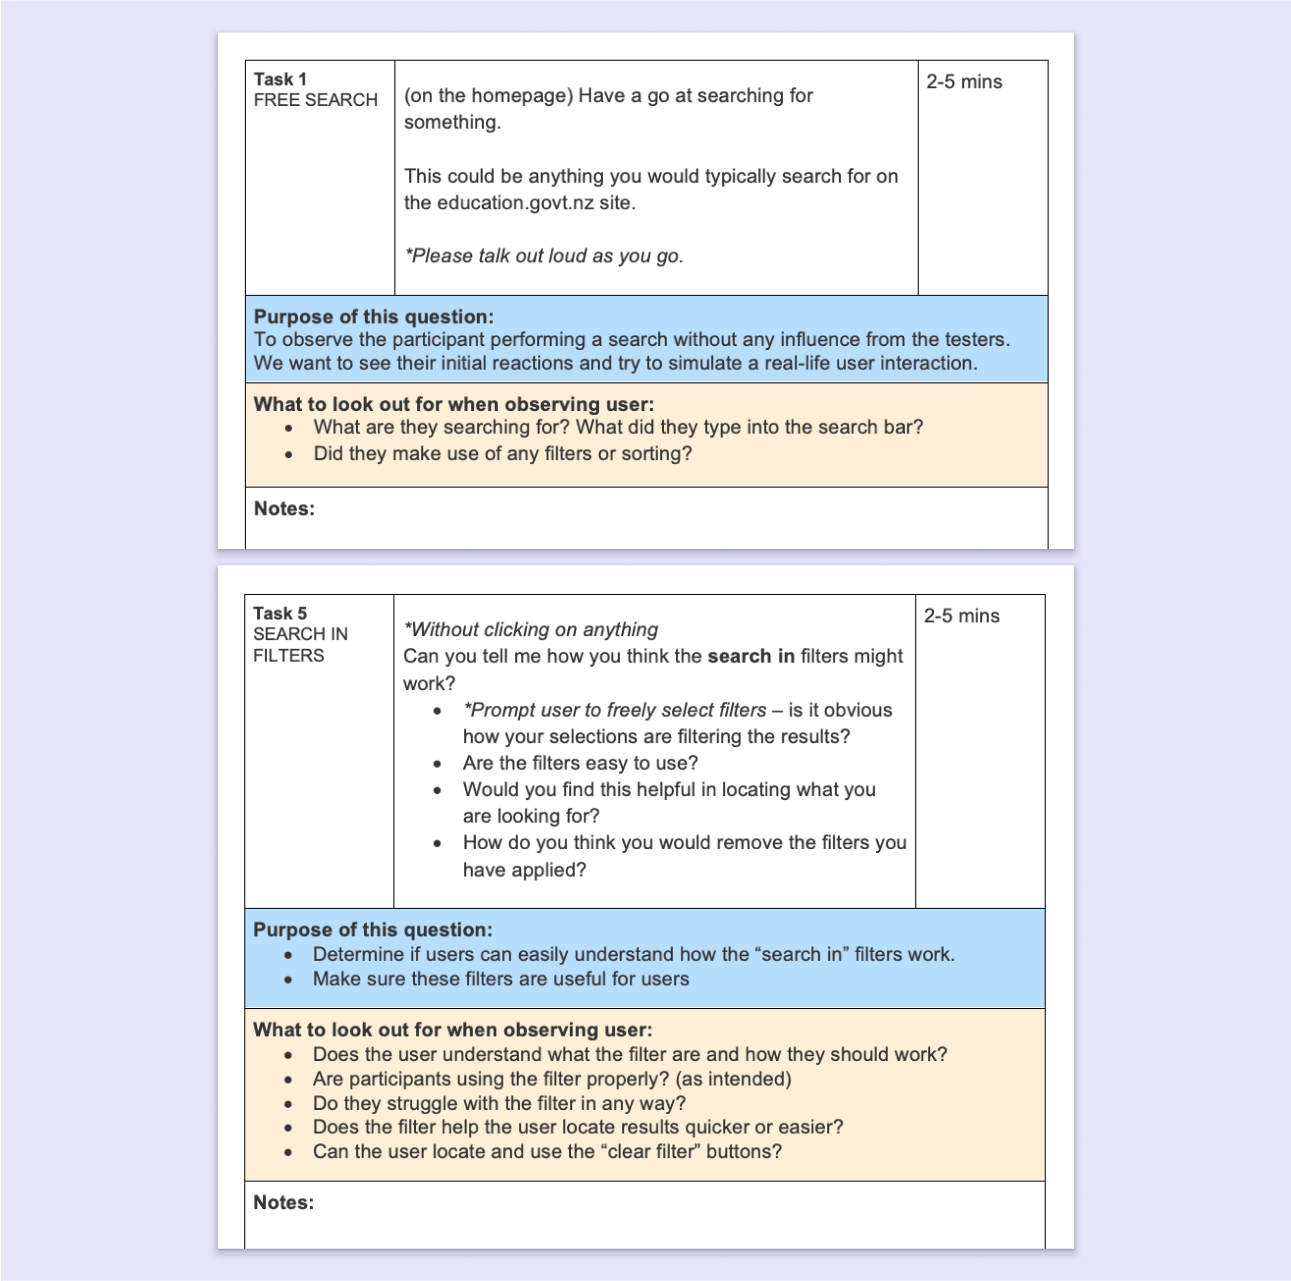 Task 1
FREE SEARCH
(on the homepage) Have a go at searching for
something.
This could be anything you would typically search for on
the education.govt.nz site.
*Please talk out loud as you go.
2-5 mins
Purpose of this question:
To observe the participant performing a search without any influence from the testers.
We want to see their initial reactions and try to simulate a real-life user interaction.
What to look out for when observing user:
• What are they searching for? What did they type into the search bar?
• Did they make use of any filters or sorting?
Notes:
Task 5
SEARCH IN
FILTERS
*Without clicking on anything
Can you tell me how you think the search in filters might
work?
• *Prompt user to freely select filters – is it obvious
how your selections are filtering the results?
• Are the filters easy to use?
• Would you find this helpful in locating what you
are looking for?
• How do you think you would remove the filters you
have applied?
2-5 mins
Purpose of this question:
• Determine if users can easily understand how the “search in” filters work.
• Make sure these filters are useful for users
What to look out for when observing user:
• Does the user understand what the filter are and how they should work?
• Are participants using the filter properly? (as intended)
• Do they struggle with the filter in any way?
• Does the filter help the user locate results quicker or easier?
• Can the user locate and use the “clear filter” buttons?
Notes: